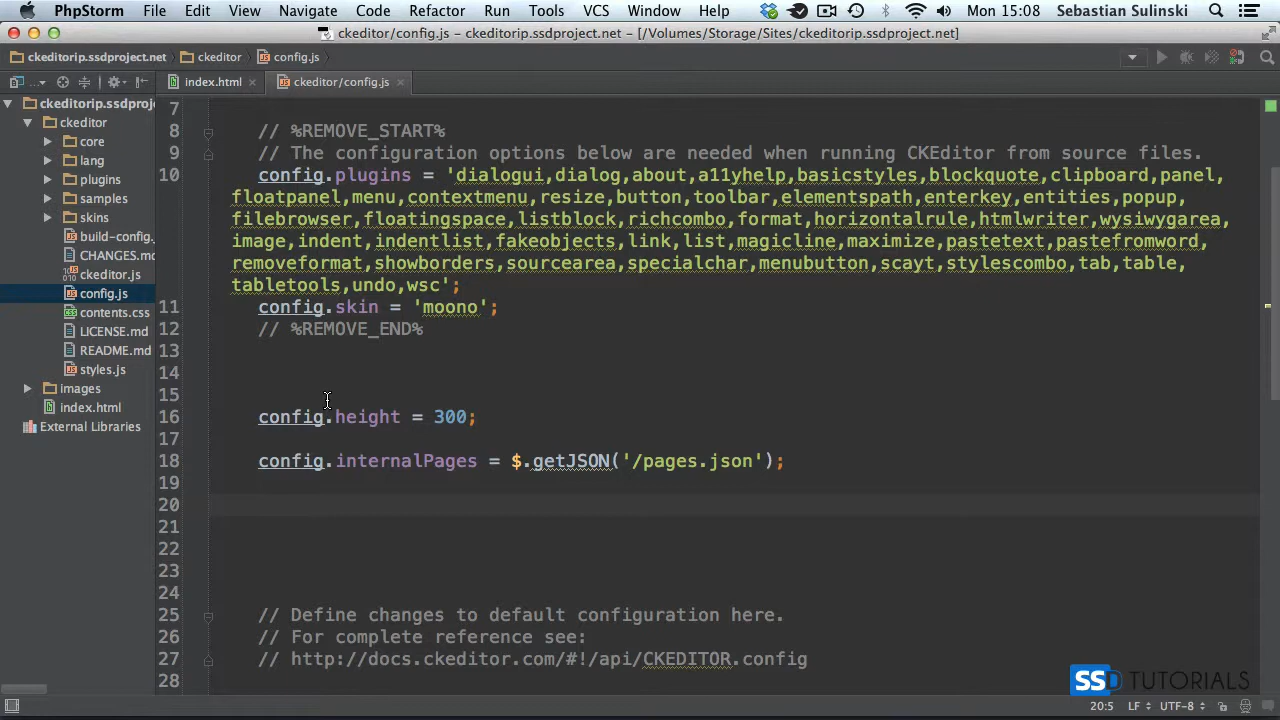 PhpStorm File Edit View Navigate Code Refactor Run Tools VCS Window Help Mon 15:08 Sebastian Sulinski
ckeditor/config.js – ckeditorip.ssdproject.net – [/Volumes/Storage/Sites/ckeditorip.ssdproject.net]
ckeditorip.ssdproject.net ckeditor config.js
index.html ckeditor/config.js
ckeditorip.ssdproj
ckeditor
core
lang
plugins
samples
skins
build-config.
CHANGES.md
ckeditor.js
config.js
contents.css
LICENSE.md
README.md
styles.js
images
index.html
External Libraries
7
8 // %REMOVE_START%
9 // The configuration options below are needed when running CKEditor from source files.
10 config.plugins = 'dialogui,dialog,about,a11yhelp,basicstyles,blockquote,clipboard,panel,
floatpanel,menu,contextmenu,resize,button,toolbar,elementspath,enterkey,entities,popup,
filebrowser,floatingspace,listblock,richcombo,format,horizontalrule,htmlwriter,wysiwygarea,
image,indent,indentlist,fakeobjects,link,list,magicline,maximize,pastetext,pastefromword,
removeformat,showborders,sourcearea,specialchar,menubutton,scayt,stylescombo,tab,table,
tabletools,undo,wsc';
11 config.skin = 'moono';
12 // %REMOVE_END%
13
14
15
16 config.height = 300;
17
18 config.internalPages = $.getJSON('/pages.json');
19
20
21
22
23
24
25 // Define changes to default configuration here.
26 // For complete reference see:
27 // http://docs.ckeditor.com/#!/api/CKEDITOR.config
28
SSD TUTORIALS
20:5 LF UTF-8